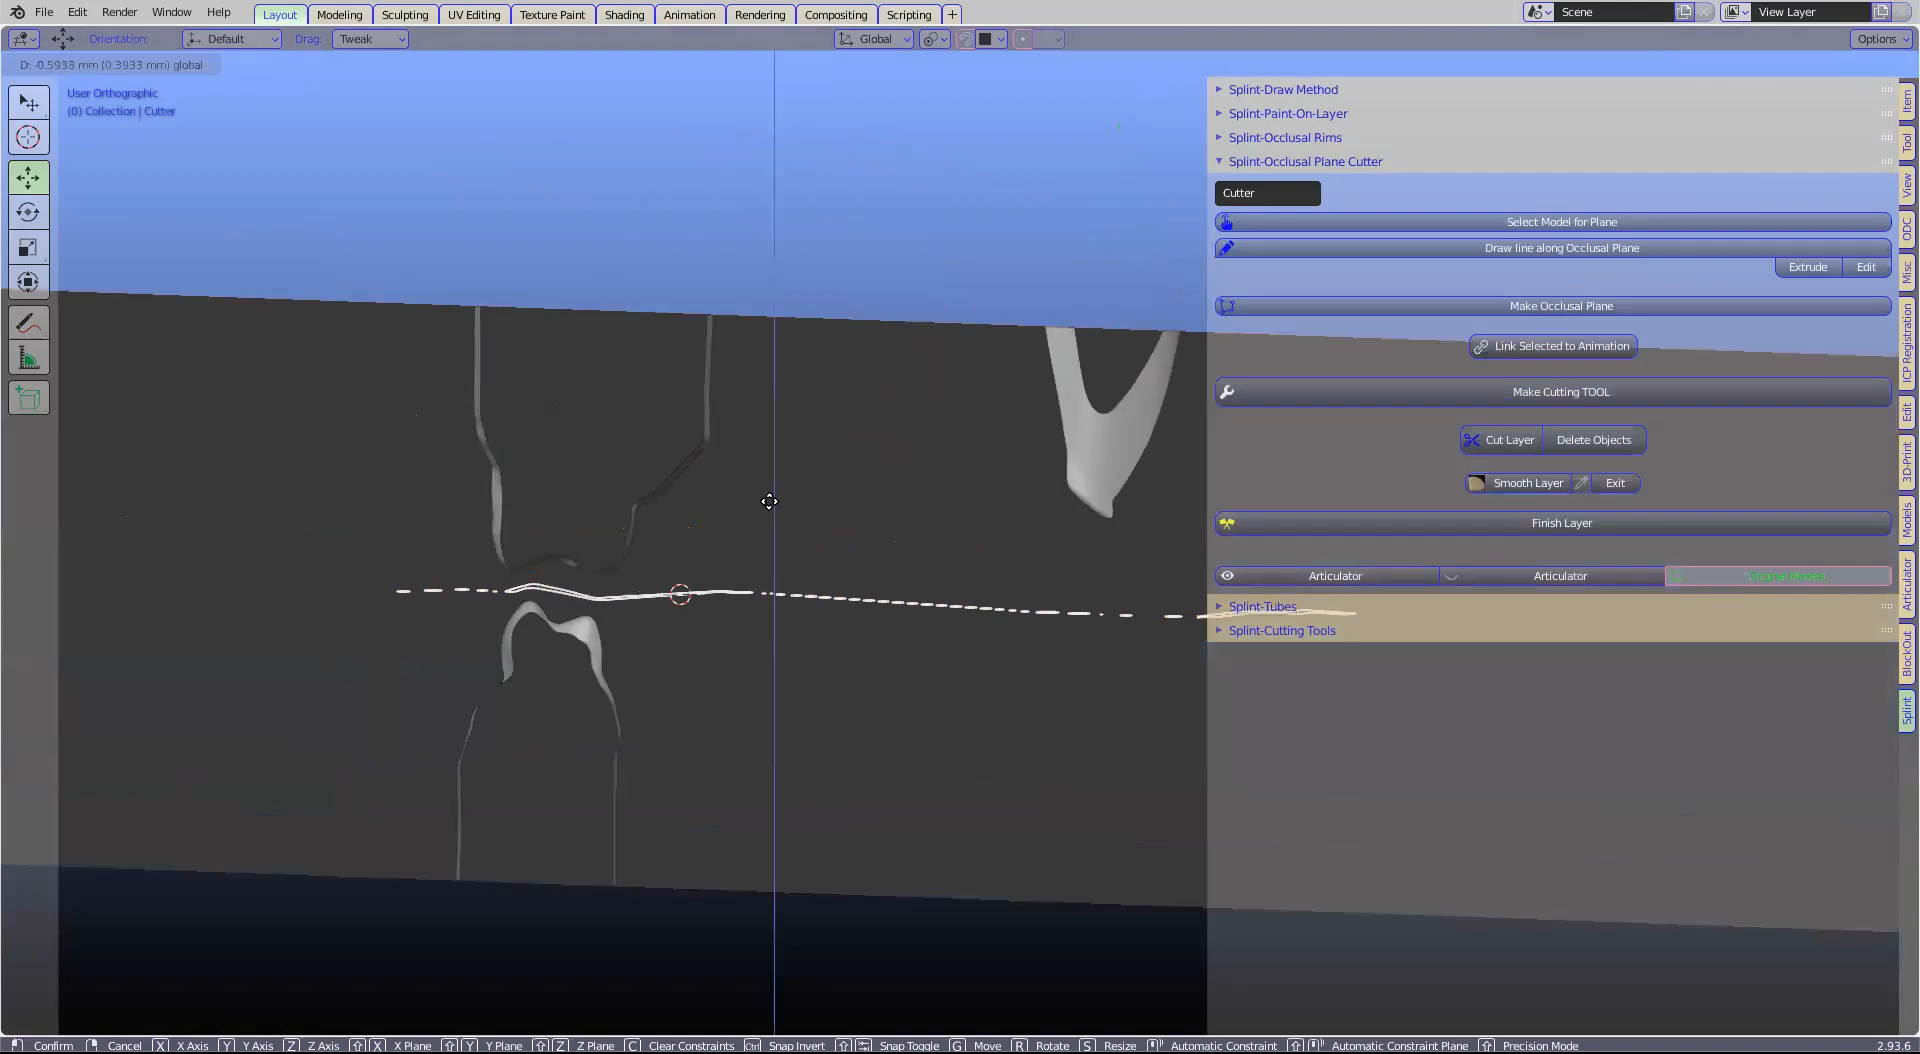 File Edit Render Window Help Layout Modeling Sculpting UV Editing Texture Paint Shading Animation Rendering Compositing Scripting + Scene View Layer
Orientation: Default Drag: Tweak Global Options
D: -0.5933 mm (0.3933 mm) global
User Orthographic
(0) Collection | Cutter
Splint-Draw Method
Splint-Paint-On-Layer
Splint-Occlusal Rims
Splint-Occlusal Plane Cutter
Cutter
Select Model for Plane
Draw line along Occlusal Plane
Extrude Edit
Make Occlusal Plane
Link Selected to Animation
Make Cutting TOOL
Cut Layer Delete Objects
Smooth Layer Exit
Finish Layer
Articulator Articulator Original Models
Splint-Tubes
Splint-Cutting Tools
Item
Tool
View
ODC
Misc
ICP Registration
Edit
3D-Print
Models
Articulator
BlockOut
Splint
Confirm Cancel X X Axis Y Y Axis Z Z Axis X X Plane Y Y Plane Z Z Plane C Clear Constraints Ctrl Snap Invert Snap Toggle G Move R Rotate S Resize Automatic Constraint Automatic Constraint Plane Precision Mode 2.93.6